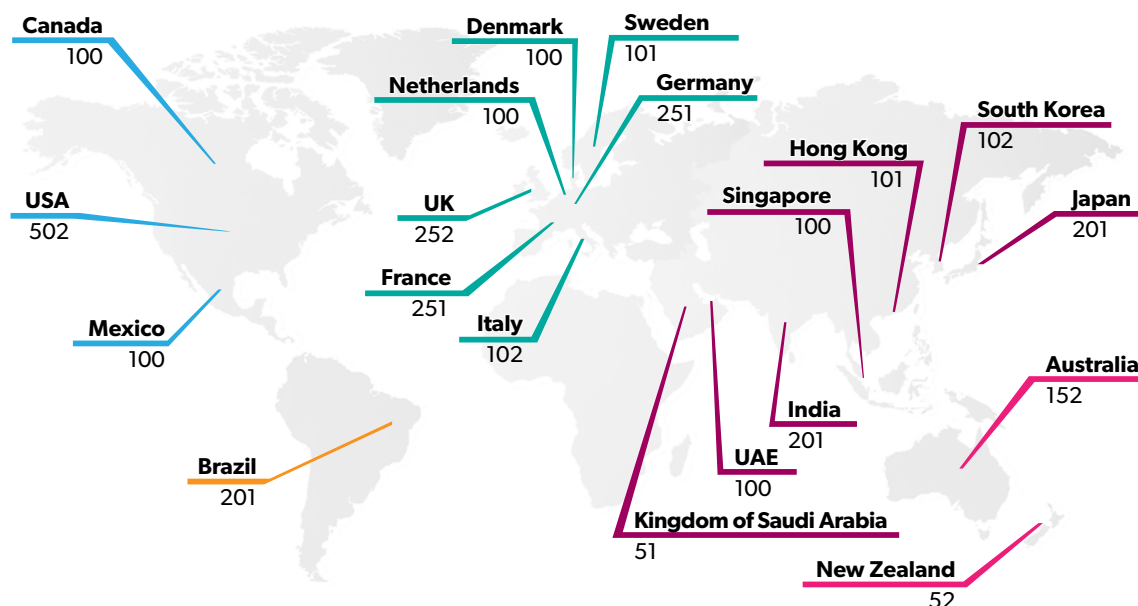 Canada
100
Denmark
100
Sweden
101
Netherlands
100
Germany
251
South Korea
102
Hong Kong
101
USA
502
UK
252
Singapore
100
Japan
201
France
251
Italy
102
Mexico
100
Australia
152
India
201
Brazil
201
UAE
100
Kingdom of Saudi Arabia
51
New Zealand
52